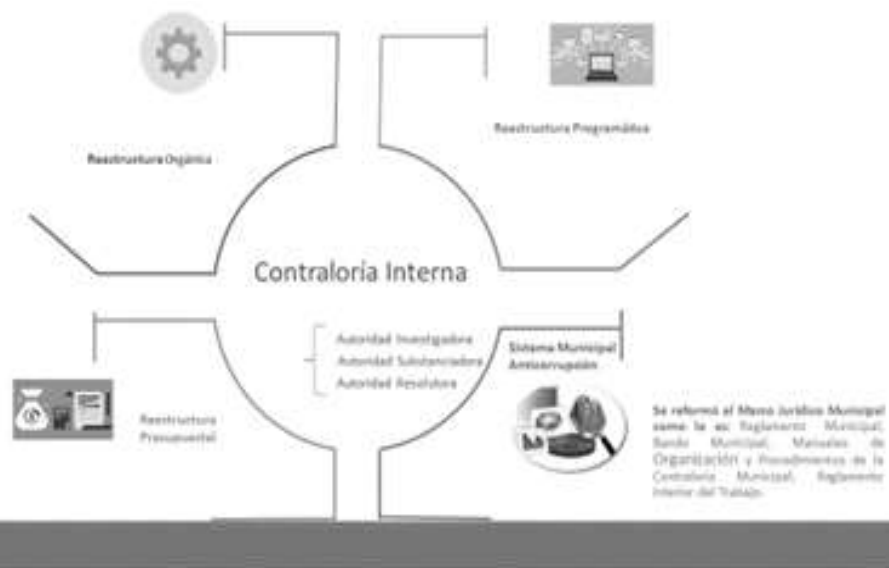 Reestructura Orgánica
Reestructura Programática
Contraloría Interna
Autoridad Investigadora
Autoridad Substanciadora
Autoridad Resolutora
Reestructura
Presupuestal
Sistema Municipal
Anticorrupción
Se reformó el Marco Jurídico Municipal
como lo es: Reglamento Municipal,
Bando Municipal, Manuales de
Organización y Procedimientos de la
Contraloría Municipal, Reglamento
Interior del Trabajo.